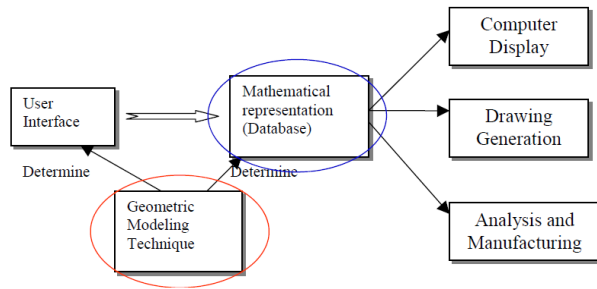 Computer
Display
User
Interface
Mathematical
representation
(Database)
Drawing
Generation
Determine
Determine
Geometric
Modeling
Technique
Analysis and
Manufacturing